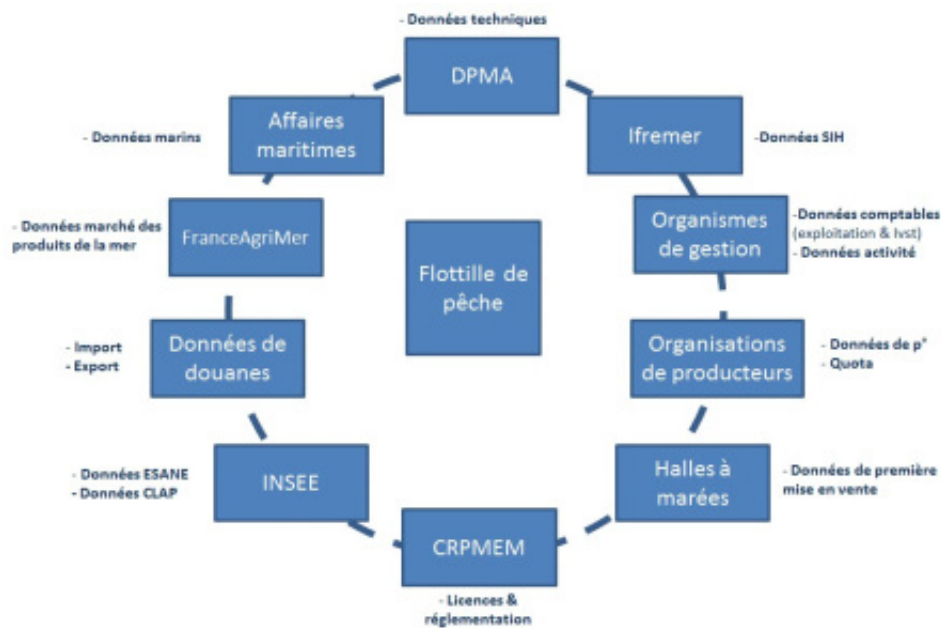 - Données techniques
DPMA
Affaires
maritimes
- Données marins
Ifremer
-Données SIH
- Données marché des
produits de la mer
FranceAgriMer
Flottille de
pêche
Organismes
de gestion
-Données comptables
(exploitation & Ivst)
- Données activité
- Import
- Export
Données de
douanes
Organisations
de producteurs
- Données de p°
- Quota
- Données ESANE
- Données CLAP
INSEE
Halles à
marées
- Données de première
mise en vente
CRPMEM
- Licences &
réglementation